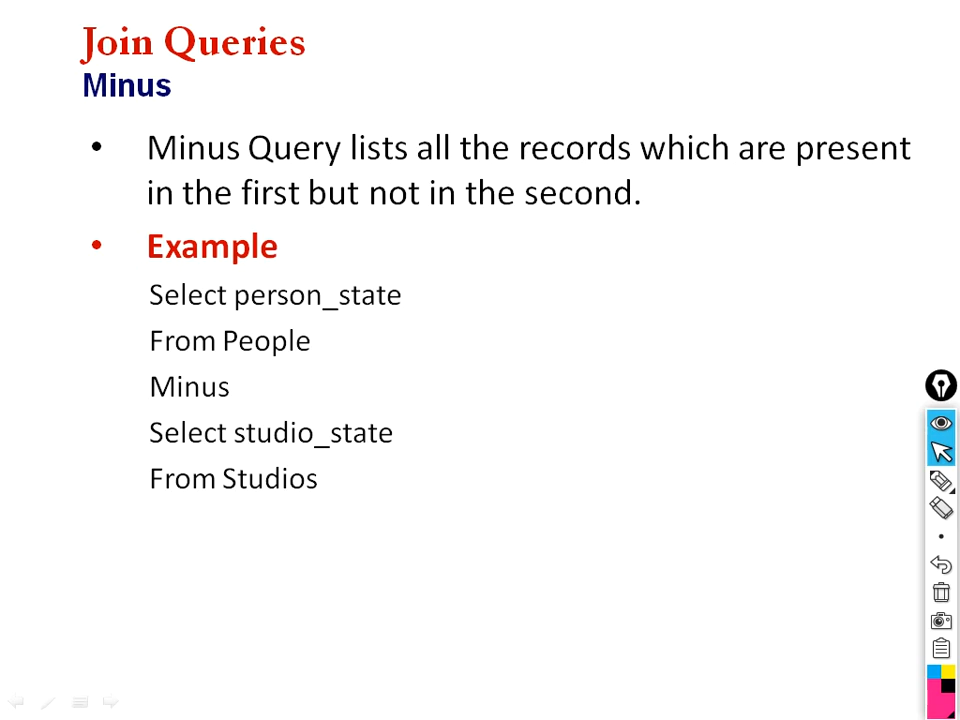 Join Queries
Minus
• Minus Query lists all the records which are present
in the first but not in the second.
• Example
Select person_state
From People
Minus
Select studio_state
From Studios